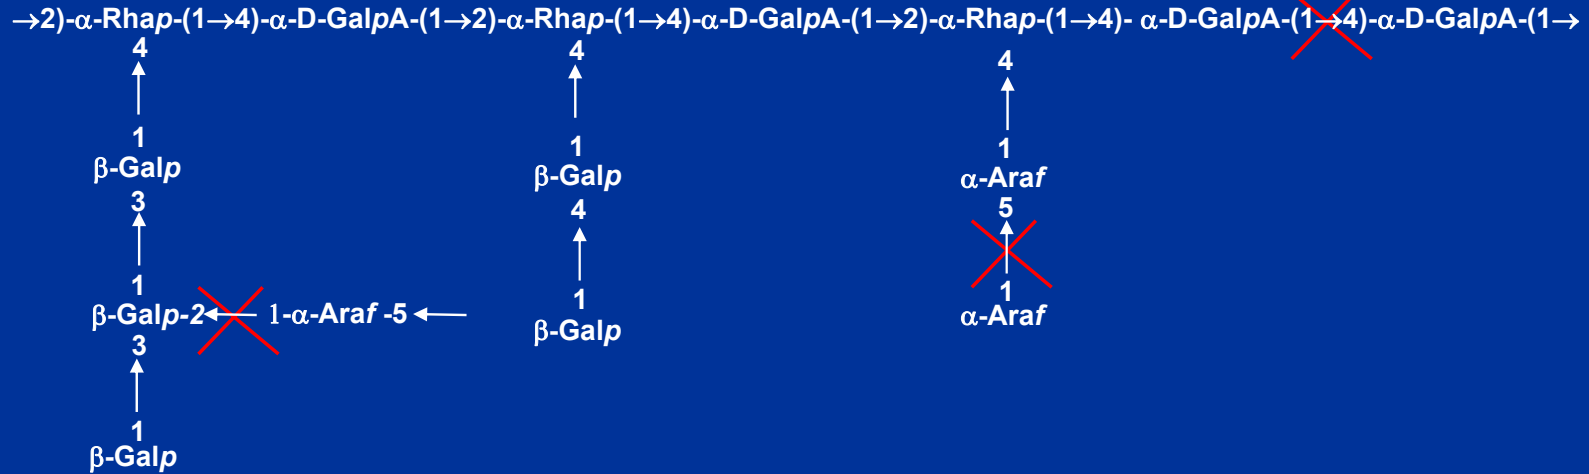 →2)-α-Rhap-(1→4)-α-D-GalpA-(1→2)-α-Rhap-(1→4)-α-D-GalpA-(1→2)-α-Rhap-(1→4)- α-D-GalpA-(1→4)-α-D-GalpA-(1→
4 4 4
1 1 1
β-Galp β-Galp α-Araf
3 4 5
1 1 1
β-Galp-2 1-α-Araf -5 β-Galp α-Araf
3
1
β-Galp